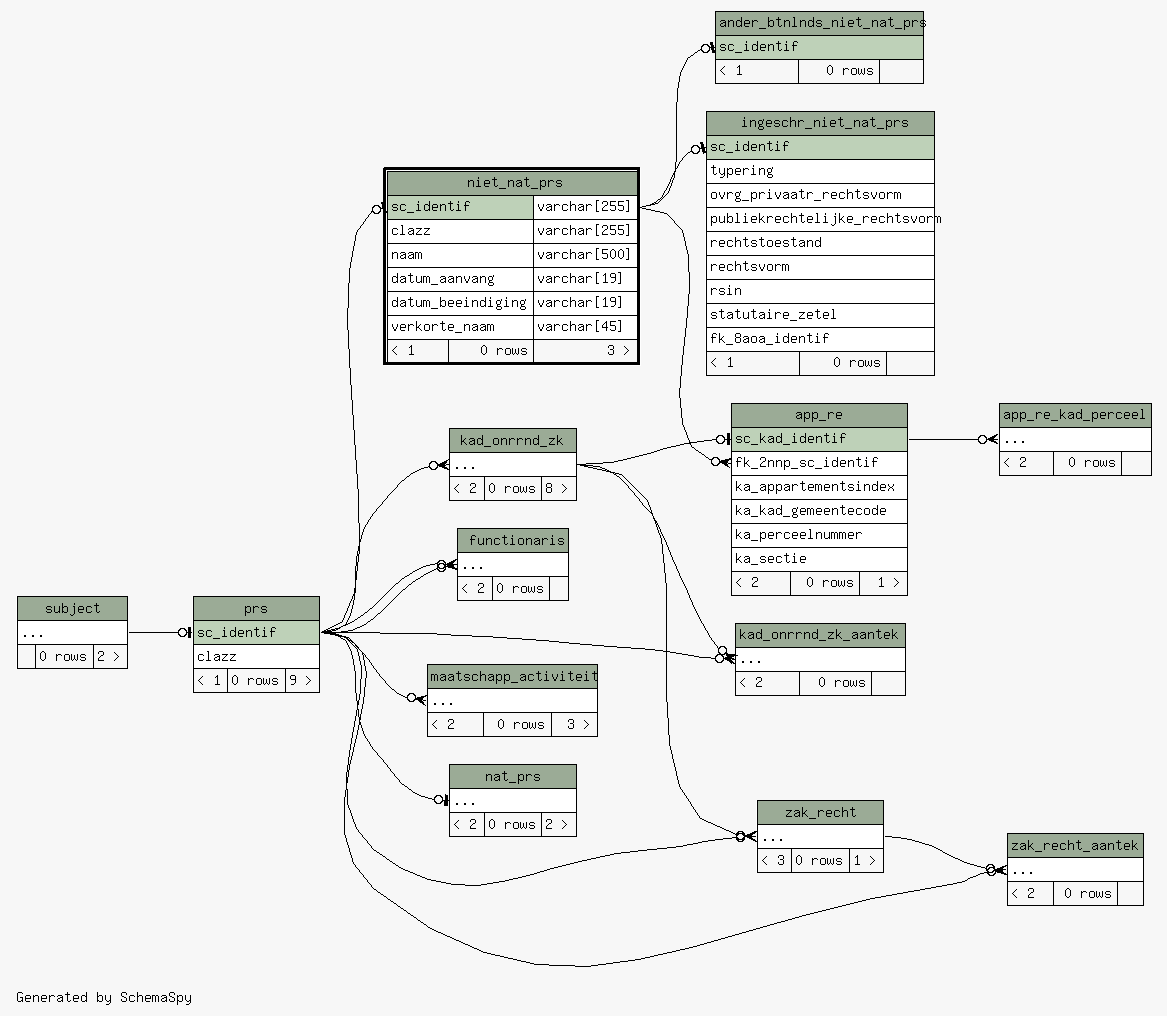 ander_btnlnds_niet_nat_prs
sc_identif
< 1 0 rows
ingeschr_niet_nat_prs
sc_identif
typering
ovrg_privaatr_rechtsvorm
publiekrechtelijke_rechtsvorm
rechtstoestand
rechtsvorm
rsin
statutaire_zetel
fk_8aoa_identif
< 1 0 rows
niet_nat_prs
sc_identif varchar[255]
clazz varchar[255]
naam varchar[500]
datum_aanvang varchar[19]
datum_beeindiging varchar[19]
verkorte_naam varchar[45]
< 1 0 rows 3 >
app_re
sc_kad_identif
fk_2nnp_sc_identif
ka_appartementsindex
ka_kad_gemeentecode
ka_perceelnummer
ka_sectie
< 2 0 rows 1 >
app_re_kad_perceel
...
< 2 0 rows
kad_onrrnd_zk
...
< 2 0 rows 8 >
functionaris
...
< 2 0 rows
subject
...
0 rows 2 >
prs
sc_identif
clazz
< 1 0 rows 9 >
kad_onrrnd_zk_aantek
...
< 2 0 rows
maatschapp_activiteit
...
< 2 0 rows 3 >
nat_prs
...
< 2 0 rows 2 >
zak_recht
...
< 3 0 rows 1 >
zak_recht_aantek
...
< 2 0 rows
Generated by SchemaSpy